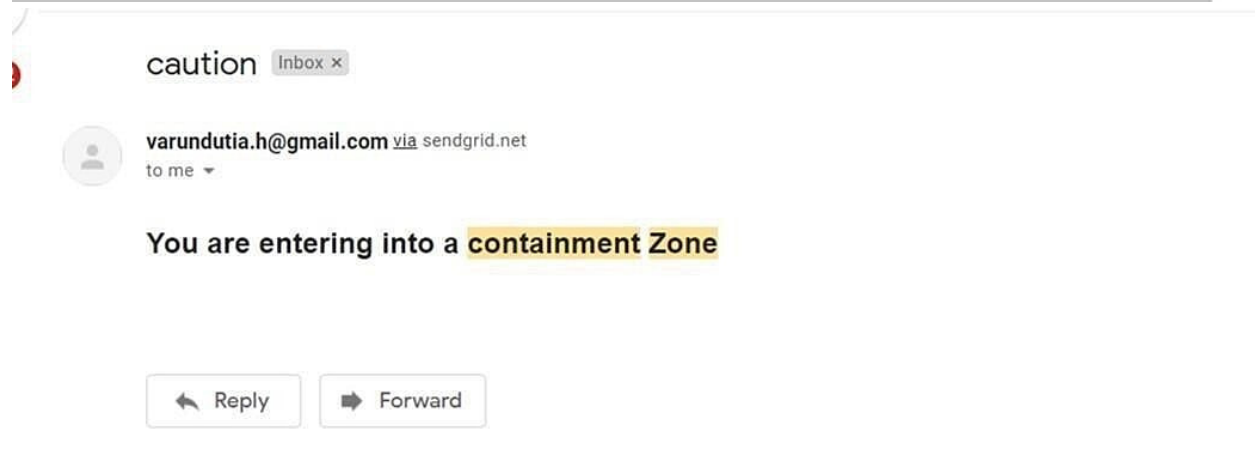 caution Inbox ×
varundutia.h@gmail.com via sendgrid.net
to me
You are entering into a containment Zone
Reply Forward